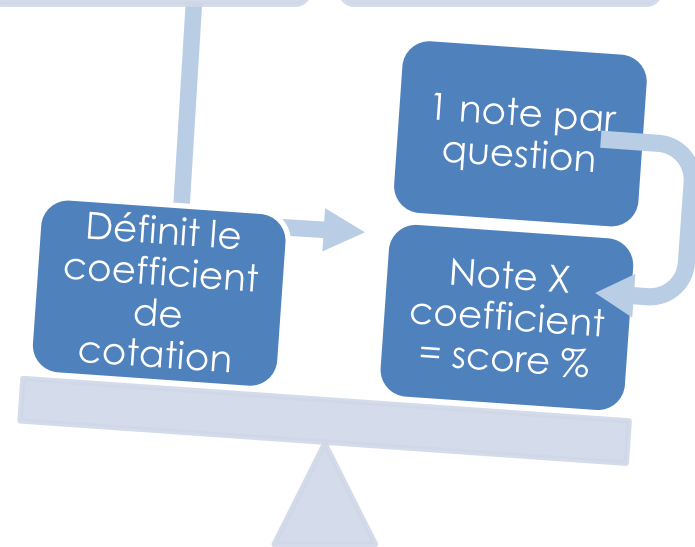 1 note par
question
Définit le
coefficient
de
cotation
Note X
coefficient
= score %